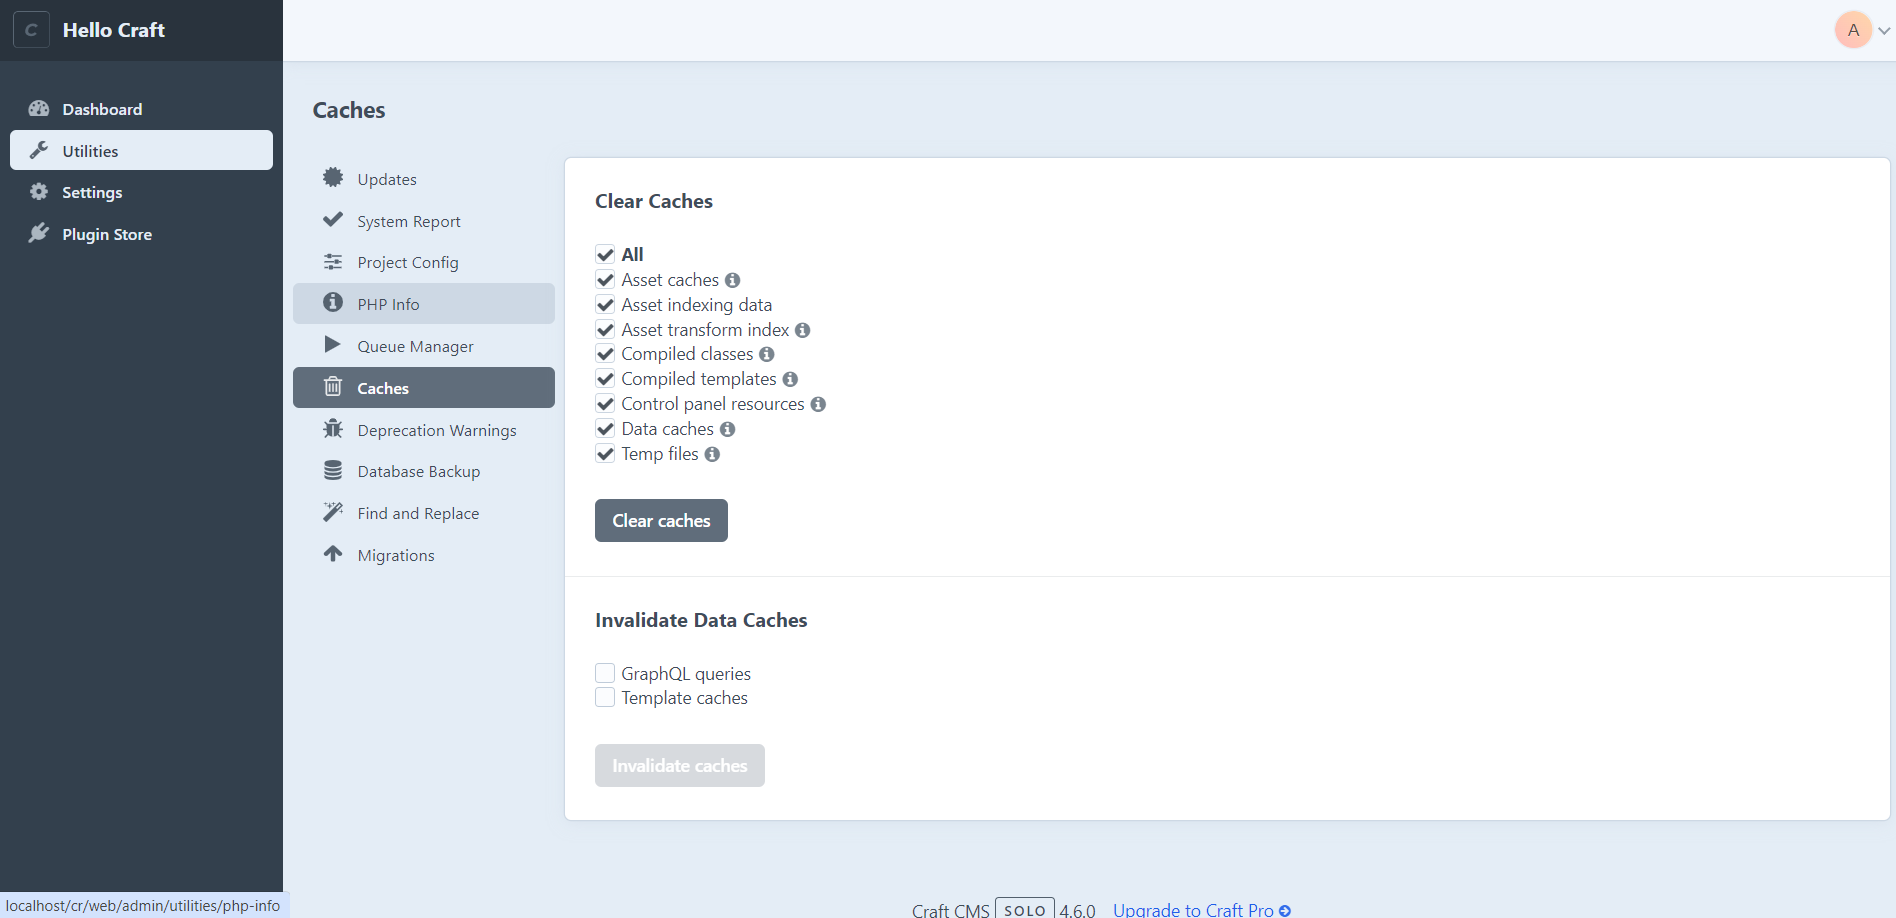 C Hello Craft
A
Dashboard
Utilities
Settings
Plugin Store
Caches
Updates
System Report
Project Config
PHP Info
Queue Manager
Caches
Deprecation Warnings
Database Backup
Find and Replace
Migrations
Clear Caches
All
Asset caches
Asset indexing data
Asset transform index
Compiled classes
Compiled templates
Control panel resources
Data caches
Temp files
Clear caches
Invalidate Data Caches
GraphQL queries
Template caches
Invalidate caches
localhost/cr/web/admin/utilities/php-info
Craft CMS SOLO 4.6.0 Upgrade to Craft Pro